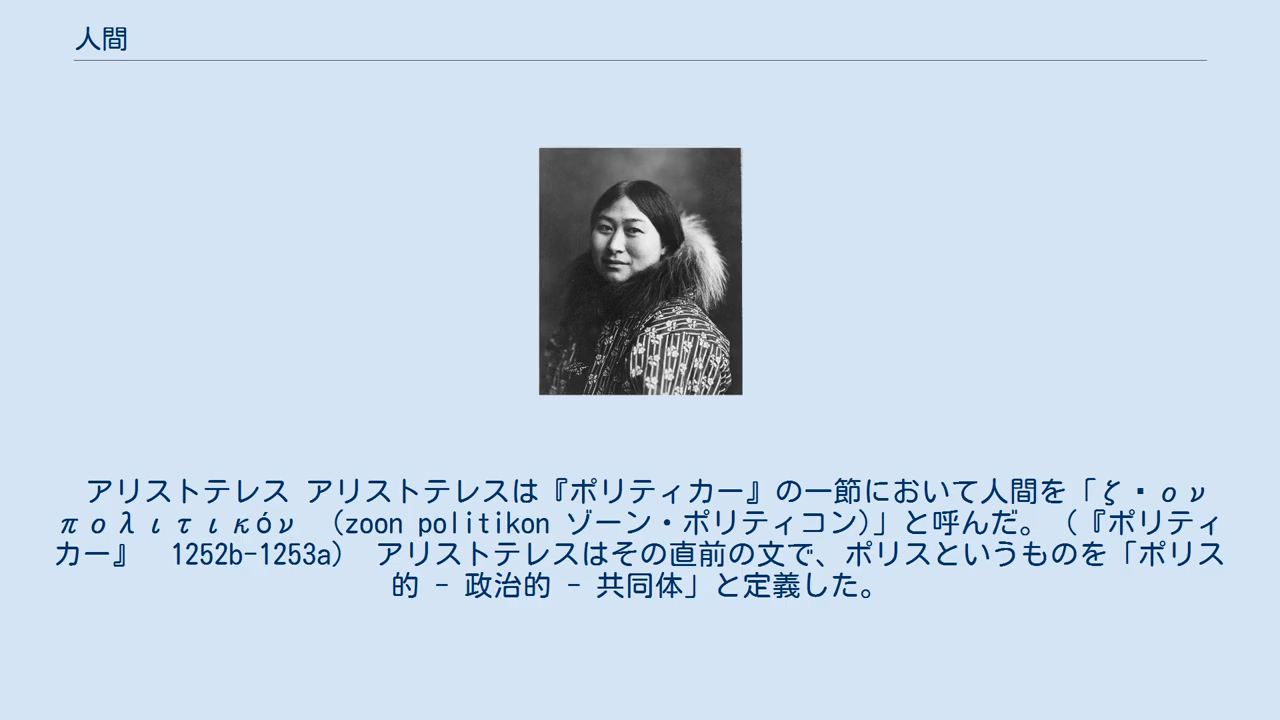 人間
アリストテレス アリストテレスは『ポリティカー』の一節において人間を「ζ・ον
πολιτικόν （zoon politikon ゾーン・ポリティコン)」と呼んだ。（『ポリティ
カー』 1252b-1253a） アリストテレスはその直前の文で、ポリスというものを「ポリス
的 - 政治的 - 共同体」と定義した。